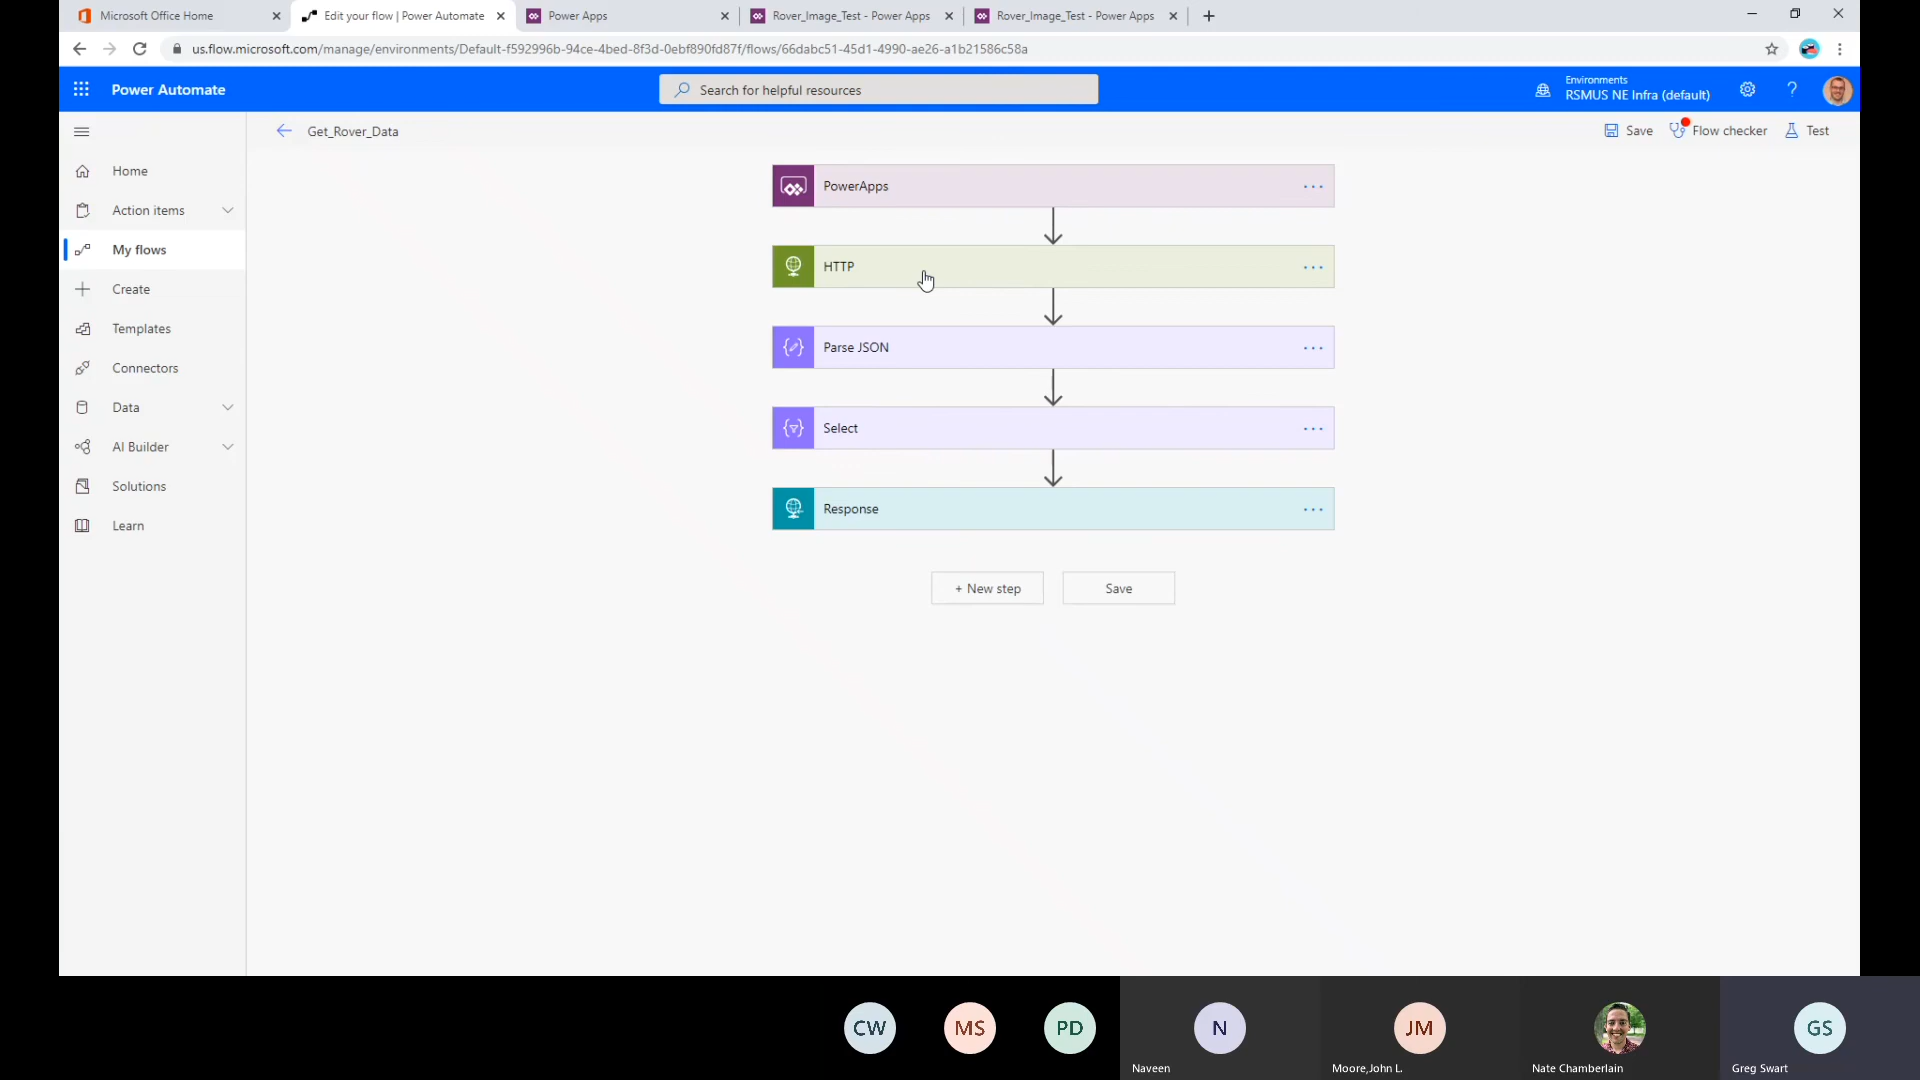 Microsoft Office Home
Edit your flow | Power Automate
Power Apps
Rover_Image_Test - Power Apps
Rover_Image_Test - Power Apps
us.flow.microsoft.com/manage/environments/Default-f592996b-94ce-4bed-8f3d-0ebf890fd87f/flows/66dabc51-45d1-4990-ae26-a1b21586c58a
Power Automate
Search for helpful resources
Environments
RSMUS NE Infra (default)
Get_Rover_Data
Save
Flow checker
Test
Home
Action items
My flows
Create
Templates
Connectors
Data
AI Builder
Solutions
Learn
PowerApps
HTTP
Parse JSON
Select
Response
+ New step
Save
CW
MS
PD
N
JM
GS
Naveen
Moore,John L.
Nate Chamberlain
Greg Swart